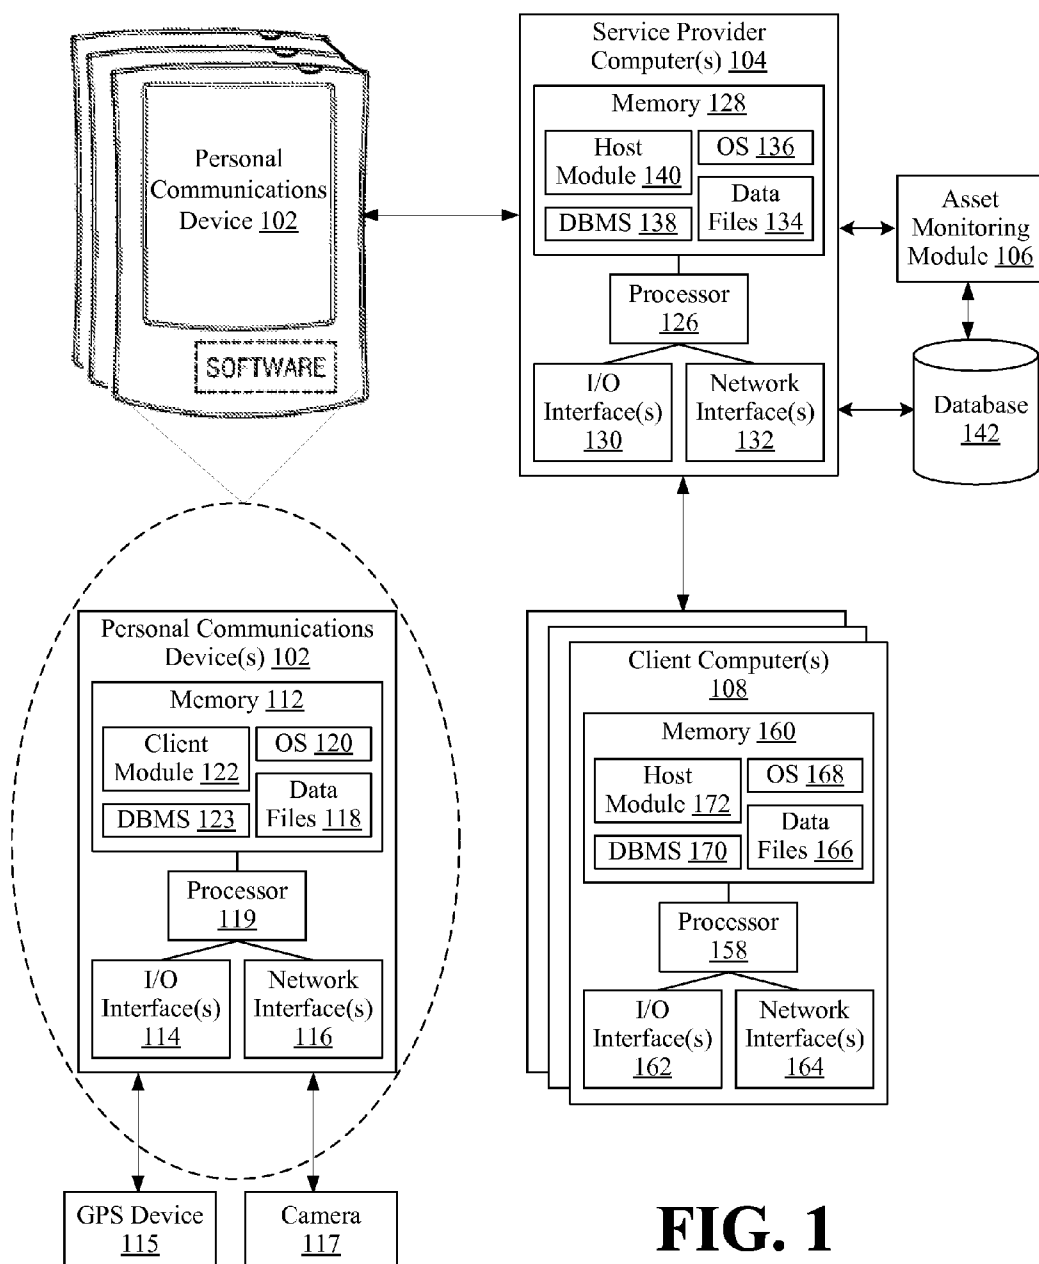 Personal
Communications
Device 102
SOFTWARE
Service Provider
Computer(s) 104
Memory 128
Host
Module 140
OS 136
DBMS 138
Data
Files 134
Processor
126
I/O
Interface(s)
130
Network
Interface(s)
132
Asset
Monitoring
Module 106
Database
142
Personal Communications
Device(s) 102
Memory 112
Client
Module 122
OS 120
DBMS 123
Data
Files 118
Processor
119
I/O
Interface(s)
114
Network
Interface(s)
116
GPS Device
115
Camera
117
Client Computer(s)
108
Memory 160
Host
Module 172
OS 168
DBMS 170
Data
Files 166
Processor
158
I/O
Interface(s)
162
Network
Interface(s)
164
FIG. 1